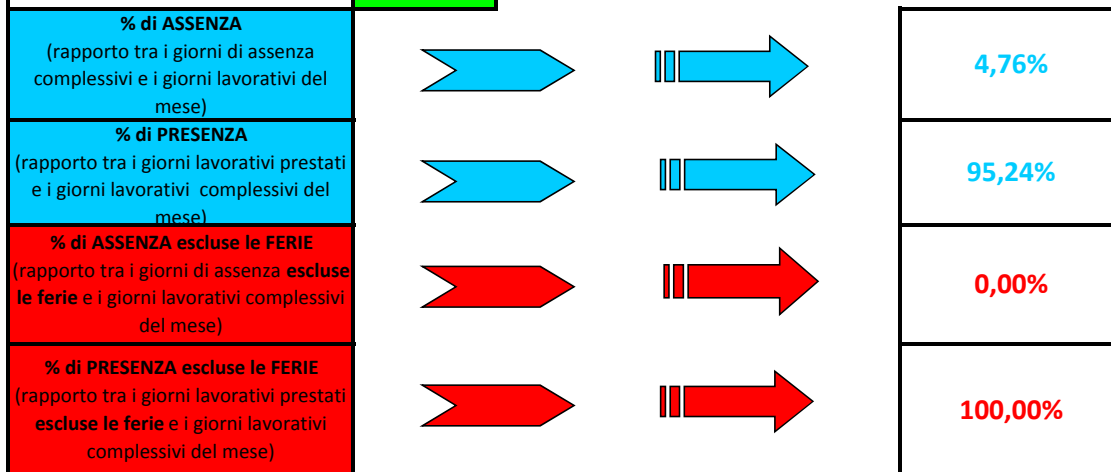 % di ASSENZA
(rapporto tra i giorni di assenza
complessivi e i giorni lavorativi del
mese)
4,76%
% di PRESENZA
(rapporto tra i giorni lavorativi prestati
e i giorni lavorativi complessivi del
mese)
95,24%
% di ASSENZA escluse le FERIE
(rapporto tra i giorni di assenza escluse
le ferie e i giorni lavorativi complessivi
del mese)
0,00%
% di PRESENZA escluse le FERIE
(rapporto tra i giorni lavorativi prestati
escluse le ferie e i giorni lavorativi
complessivi del mese)
100,00%